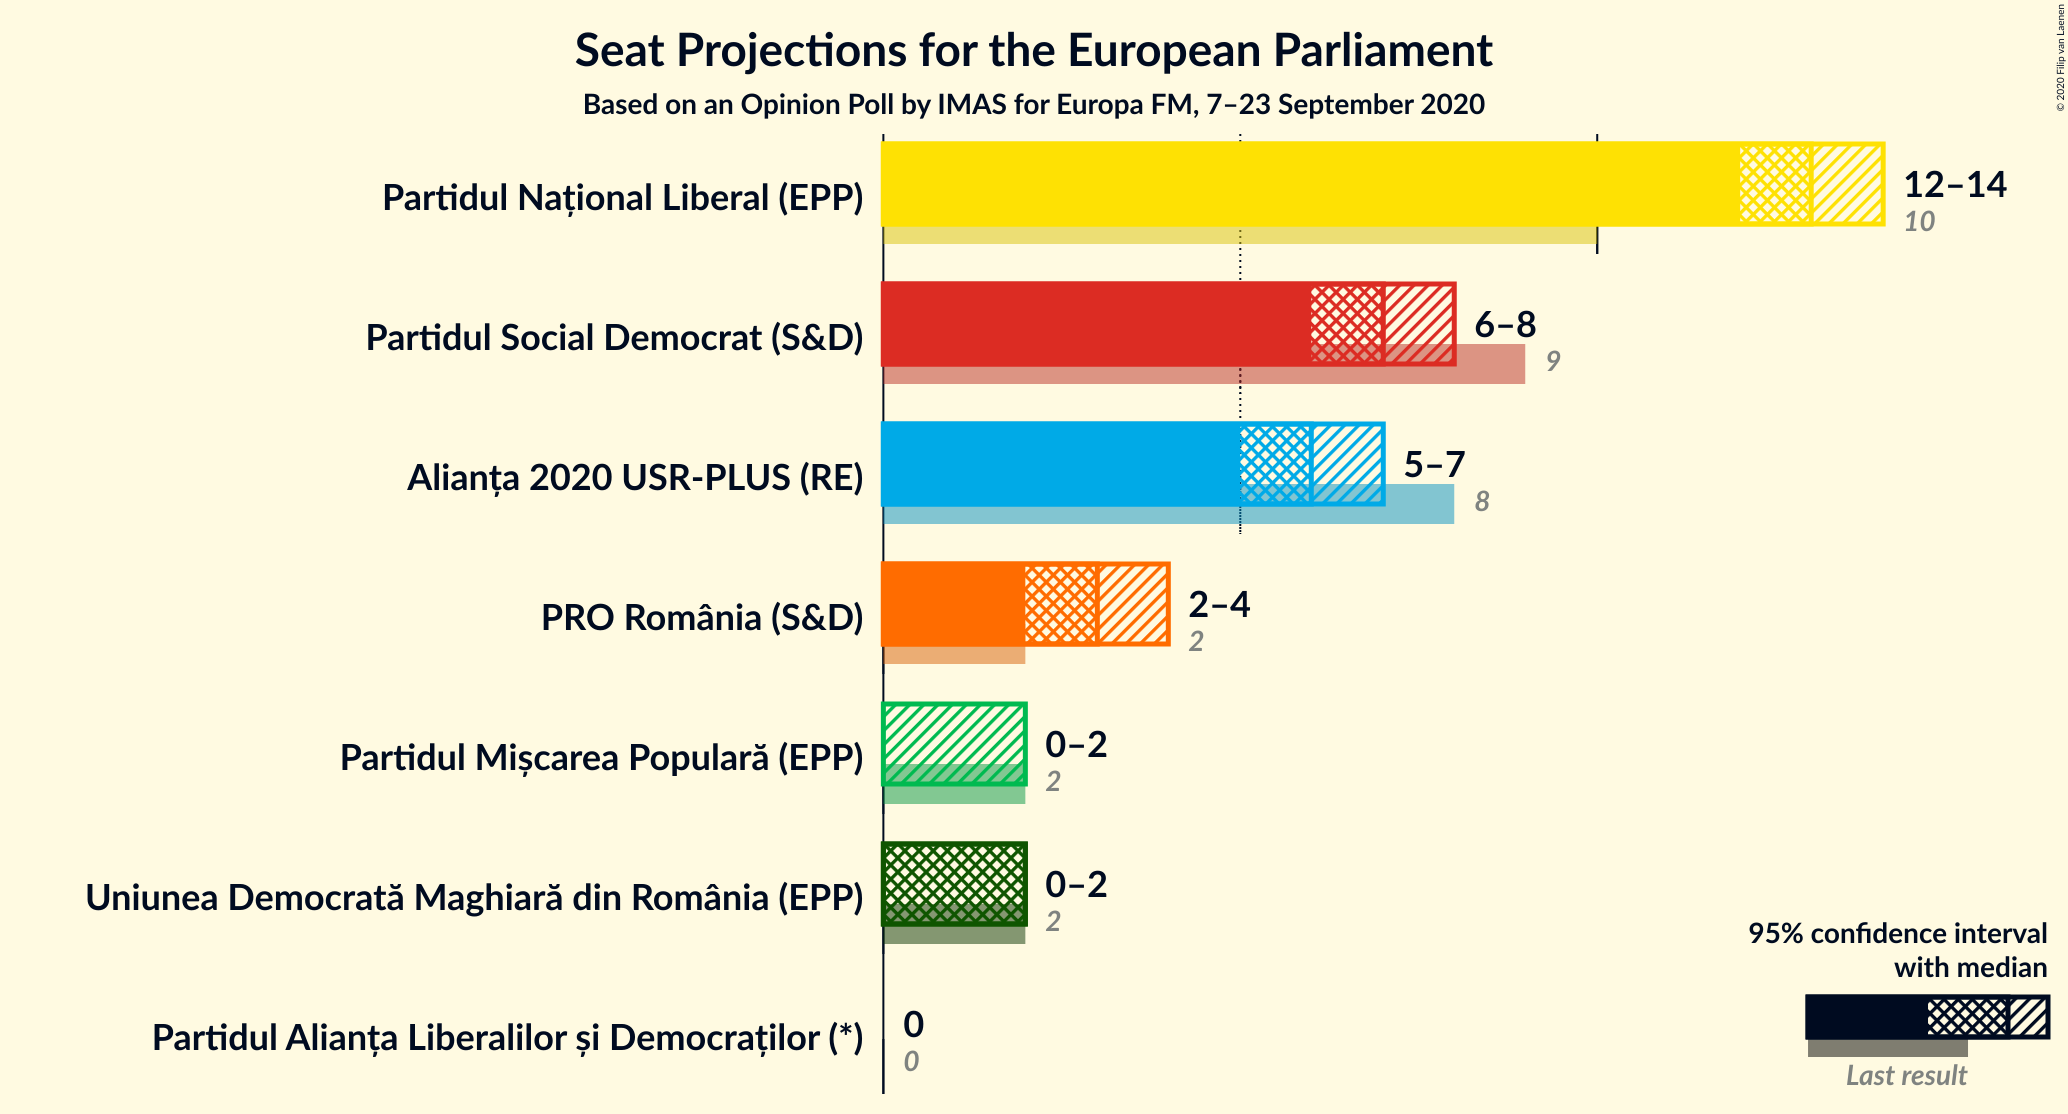 Seat Projections for the European Parliament
Based on an Opinion Poll by IMAS for Europa FM, 7–23 September 2020
© 2020 Filip van Laenen
Partidul Național Liberal (EPP)
12–14
10
Partidul Social Democrat (S&D)
6–8
9
Alianța 2020 USR-PLUS (RE)
5–7
8
PRO România (S&D)
2–4
2
Partidul Mișcarea Populară (EPP)
0–2
2
Uniunea Democrată Maghiară din România (EPP)
0–2
2
Partidul Alianța Liberalilor și Democraților (*)
0
0
95% confidence interval
with median
Last result